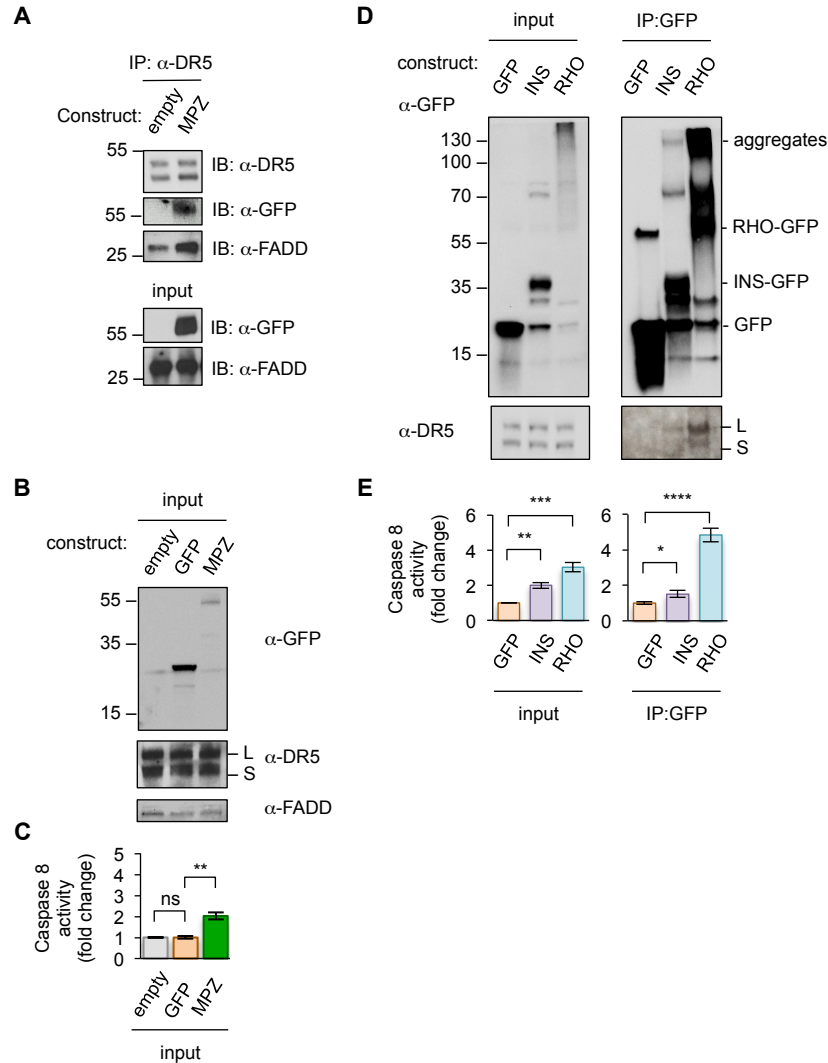 A
IP: α-DR5
Construct: empty MPZ
55
IB: α-DR5
55
IB: α-GFP
25
IB: α-FADD
input
55
IB: α-GFP
25
IB: α-FADD
B
input
construct: empty GFP MPZ
55
35
α-GFP
15
L
α-DR5
S
α-FADD
C
Caspase 8
activity
(fold change)
5
4
3
2
1
0
ns
**
empty GFP MPZ
input
D
input IP:GFP
construct: GFP INS RHO GFP INS RHO
α-GFP
130
100
70
55
35
15
aggregates
RHO-GFP
INS-GFP
GFP
α-DR5
L
S
E
Caspase 8
activity
(fold change)
6
4
2
0
***
**
GFP INS RHO
input
6
4
2
0
****
*
GFP INS RHO
IP:GFP